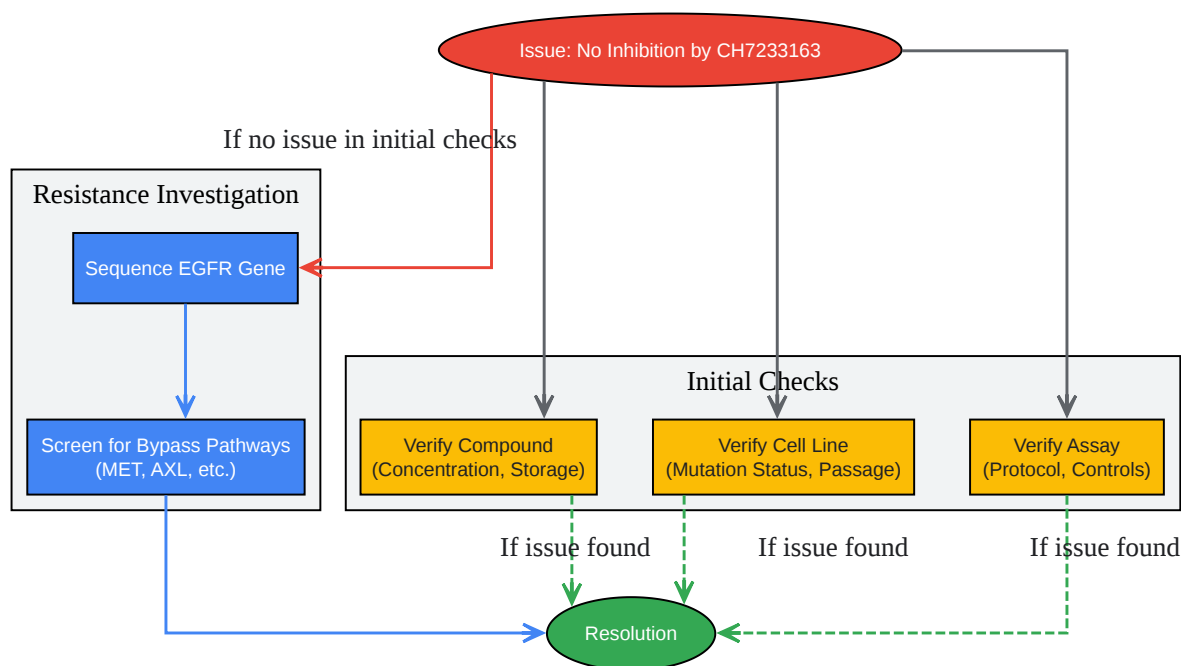 Issue: No Inhibition by CH7233163
If no issue in initial checks
Resistance Investigation
Sequence EGFR Gene
Screen for Bypass Pathways
(MET, AXL, etc.)
Initial Checks
Verify Compound
(Concentration, Storage)
Verify Cell Line
(Mutation Status, Passage)
Verify Assay
(Protocol, Controls)
If issue found
If issue found
If issue found
Resolution